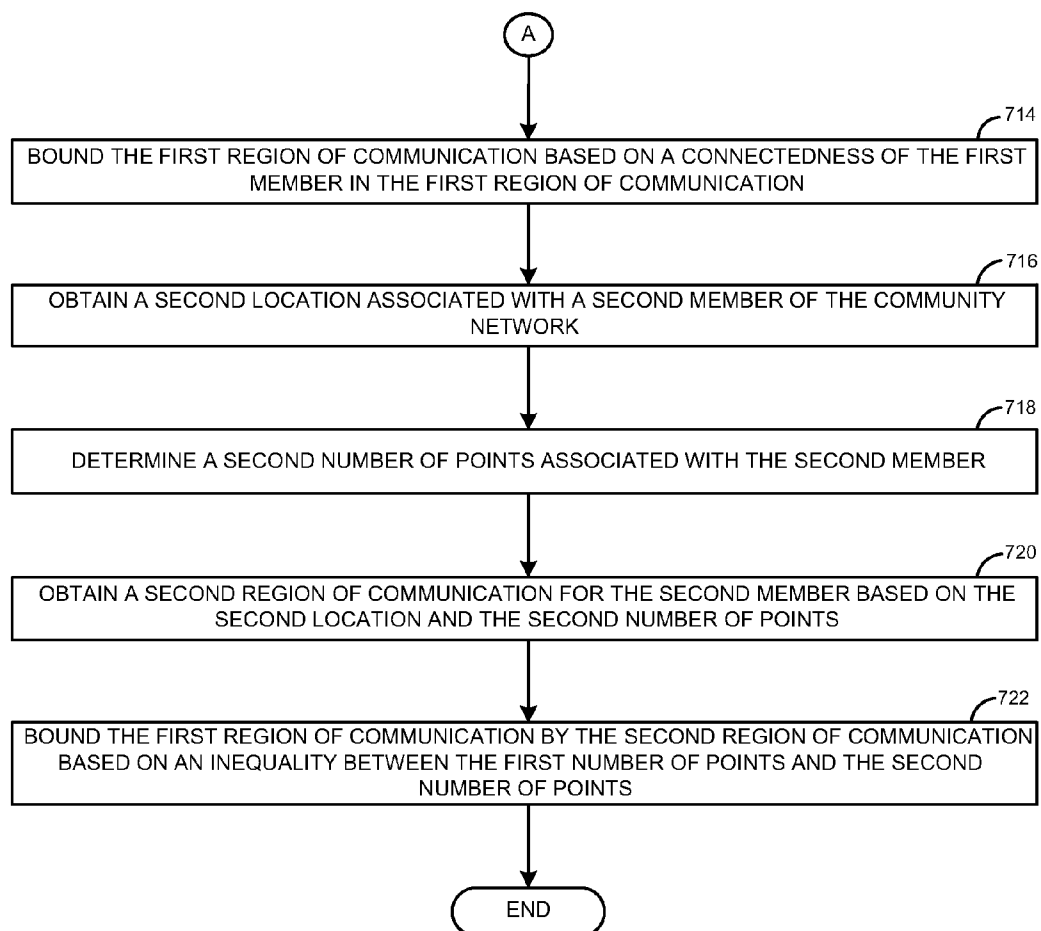 A
714
BOUND THE FIRST REGION OF COMMUNICATION BASED ON A CONNECTEDNESS OF THE FIRST
MEMBER IN THE FIRST REGION OF COMMUNICATION
716
OBTAIN A SECOND LOCATION ASSOCIATED WITH A SECOND MEMBER OF THE COMMUNITY
NETWORK
718
DETERMINE A SECOND NUMBER OF POINTS ASSOCIATED WITH THE SECOND MEMBER
720
OBTAIN A SECOND REGION OF COMMUNICATION FOR THE SECOND MEMBER BASED ON THE
SECOND LOCATION AND THE SECOND NUMBER OF POINTS
722
BOUND THE FIRST REGION OF COMMUNICATION BY THE SECOND REGION OF COMMUNICATION
BASED ON AN INEQUALITY BETWEEN THE FIRST NUMBER OF POINTS AND THE SECOND
NUMBER OF POINTS
END